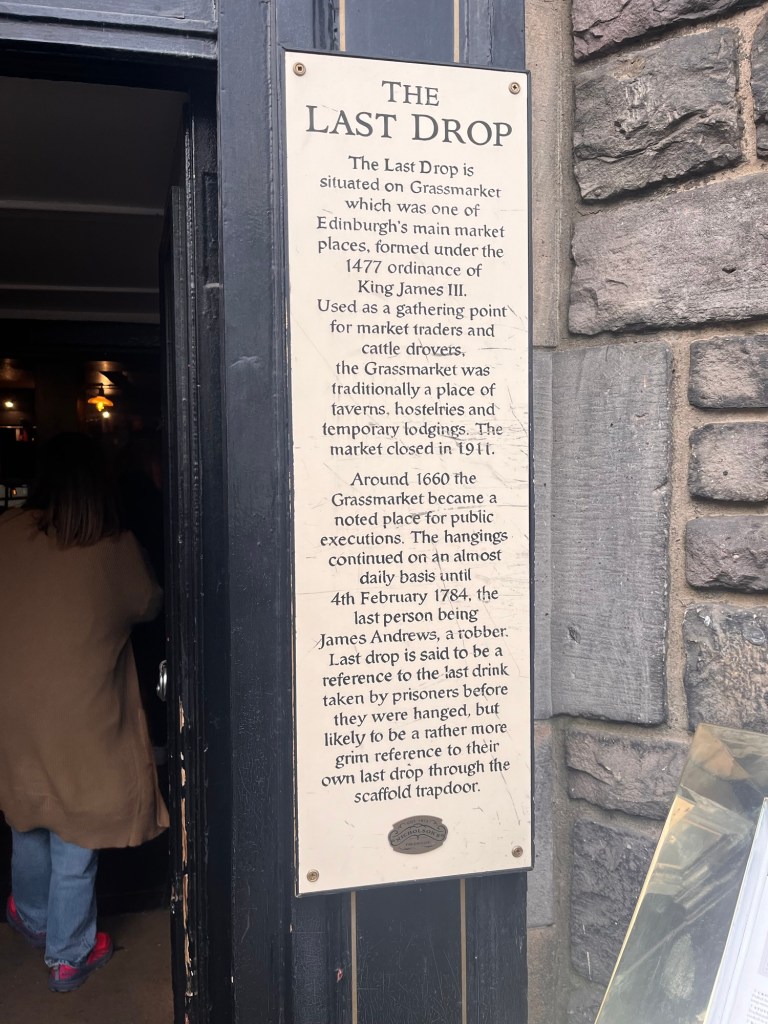 THE
LAST DROP
The Last Drop is
situated on Grassmarket
which was one of
Edinburgh's main market
places, formed under the
1477 ordinance of
King James III.
Used as a gathering point
for market traders and
cattle drovers,
the Grassmarket was
traditionally a place of
taverns, hostelries and
temporary lodgings. The
market closed in 1911.
Around 1660 the
Grassmarket became a
noted place for public
executions. The hangings
continued on an almost
daily basis until
4th February 1784, the
last person being
James Andrews, a robber.
Last drop is said to be a
reference to the last drink
taken by prisoners before
they were hanged, but
likely to be a rather more
grim reference to their
own last drop through the
scaffold trapdoor.
NICHOLSON'S